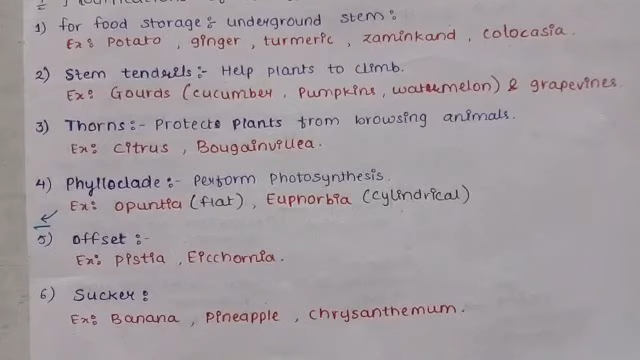 1) for food storage :- underground stem :
Ex : Potato , ginger , turmeric , zaminkand , colocasia .
2) Stem tendrils :- Help plants to climb.
Ex : Gourds (cucumber , pumpkins , watermelon) & grapevines
3) Thorns :- Protects plants from browsing animals.
Ex : citrus , Bougainvillea .
4) Phylloclade :- Perform Photosynthesis.
Ex : opuntia (flat) , Euphorbia (cylindrical)
5) offset :-
Ex : pistia , Eicchornia .
6) Sucker :
Ex : Banana , pineapple , chrysanthemum .